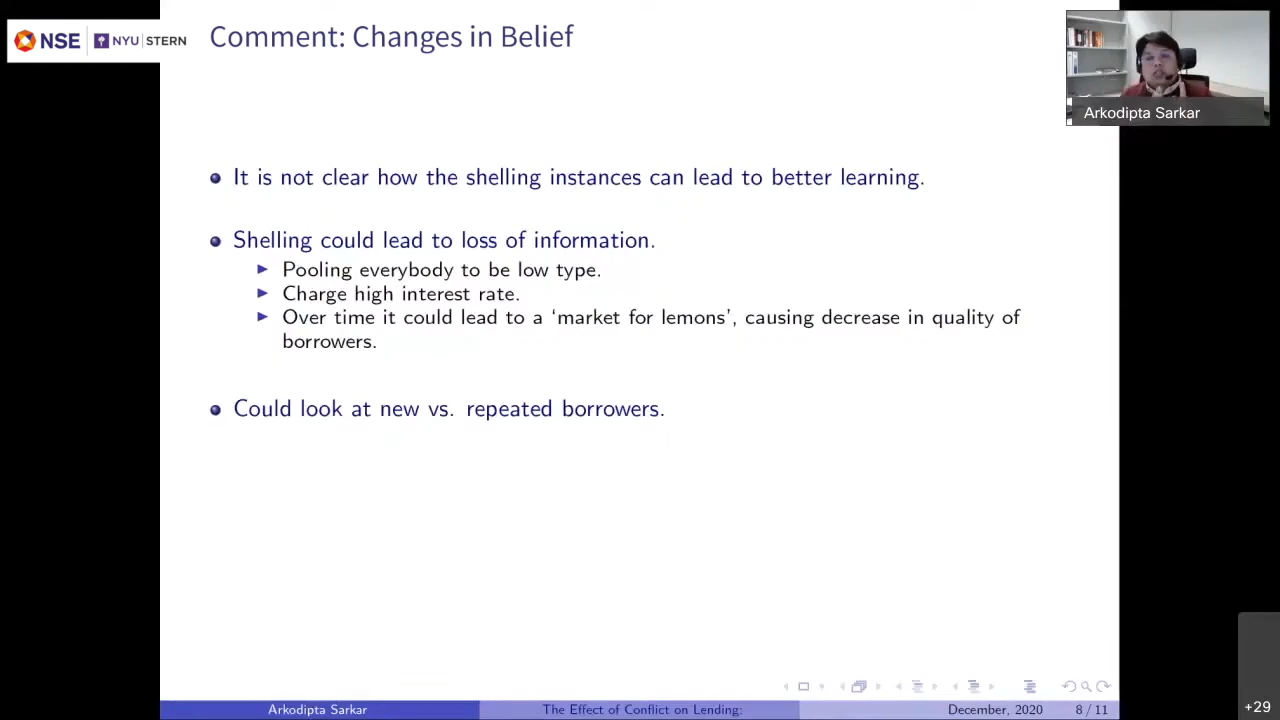 NSE NYU STERN
Comment: Changes in Belief
Arkodipta Sarkar
It is not clear how the shelling instances can lead to better learning.
Shelling could lead to loss of information.
Pooling everybody to be low type.
Charge high interest rate.
Over time it could lead to a ‘market for lemons’, causing decrease in quality of
borrowers.
Could look at new vs. repeated borrowers.
Arkodipta Sarkar The Effect of Conflict on Lending: December, 2020 8 / 11
+29